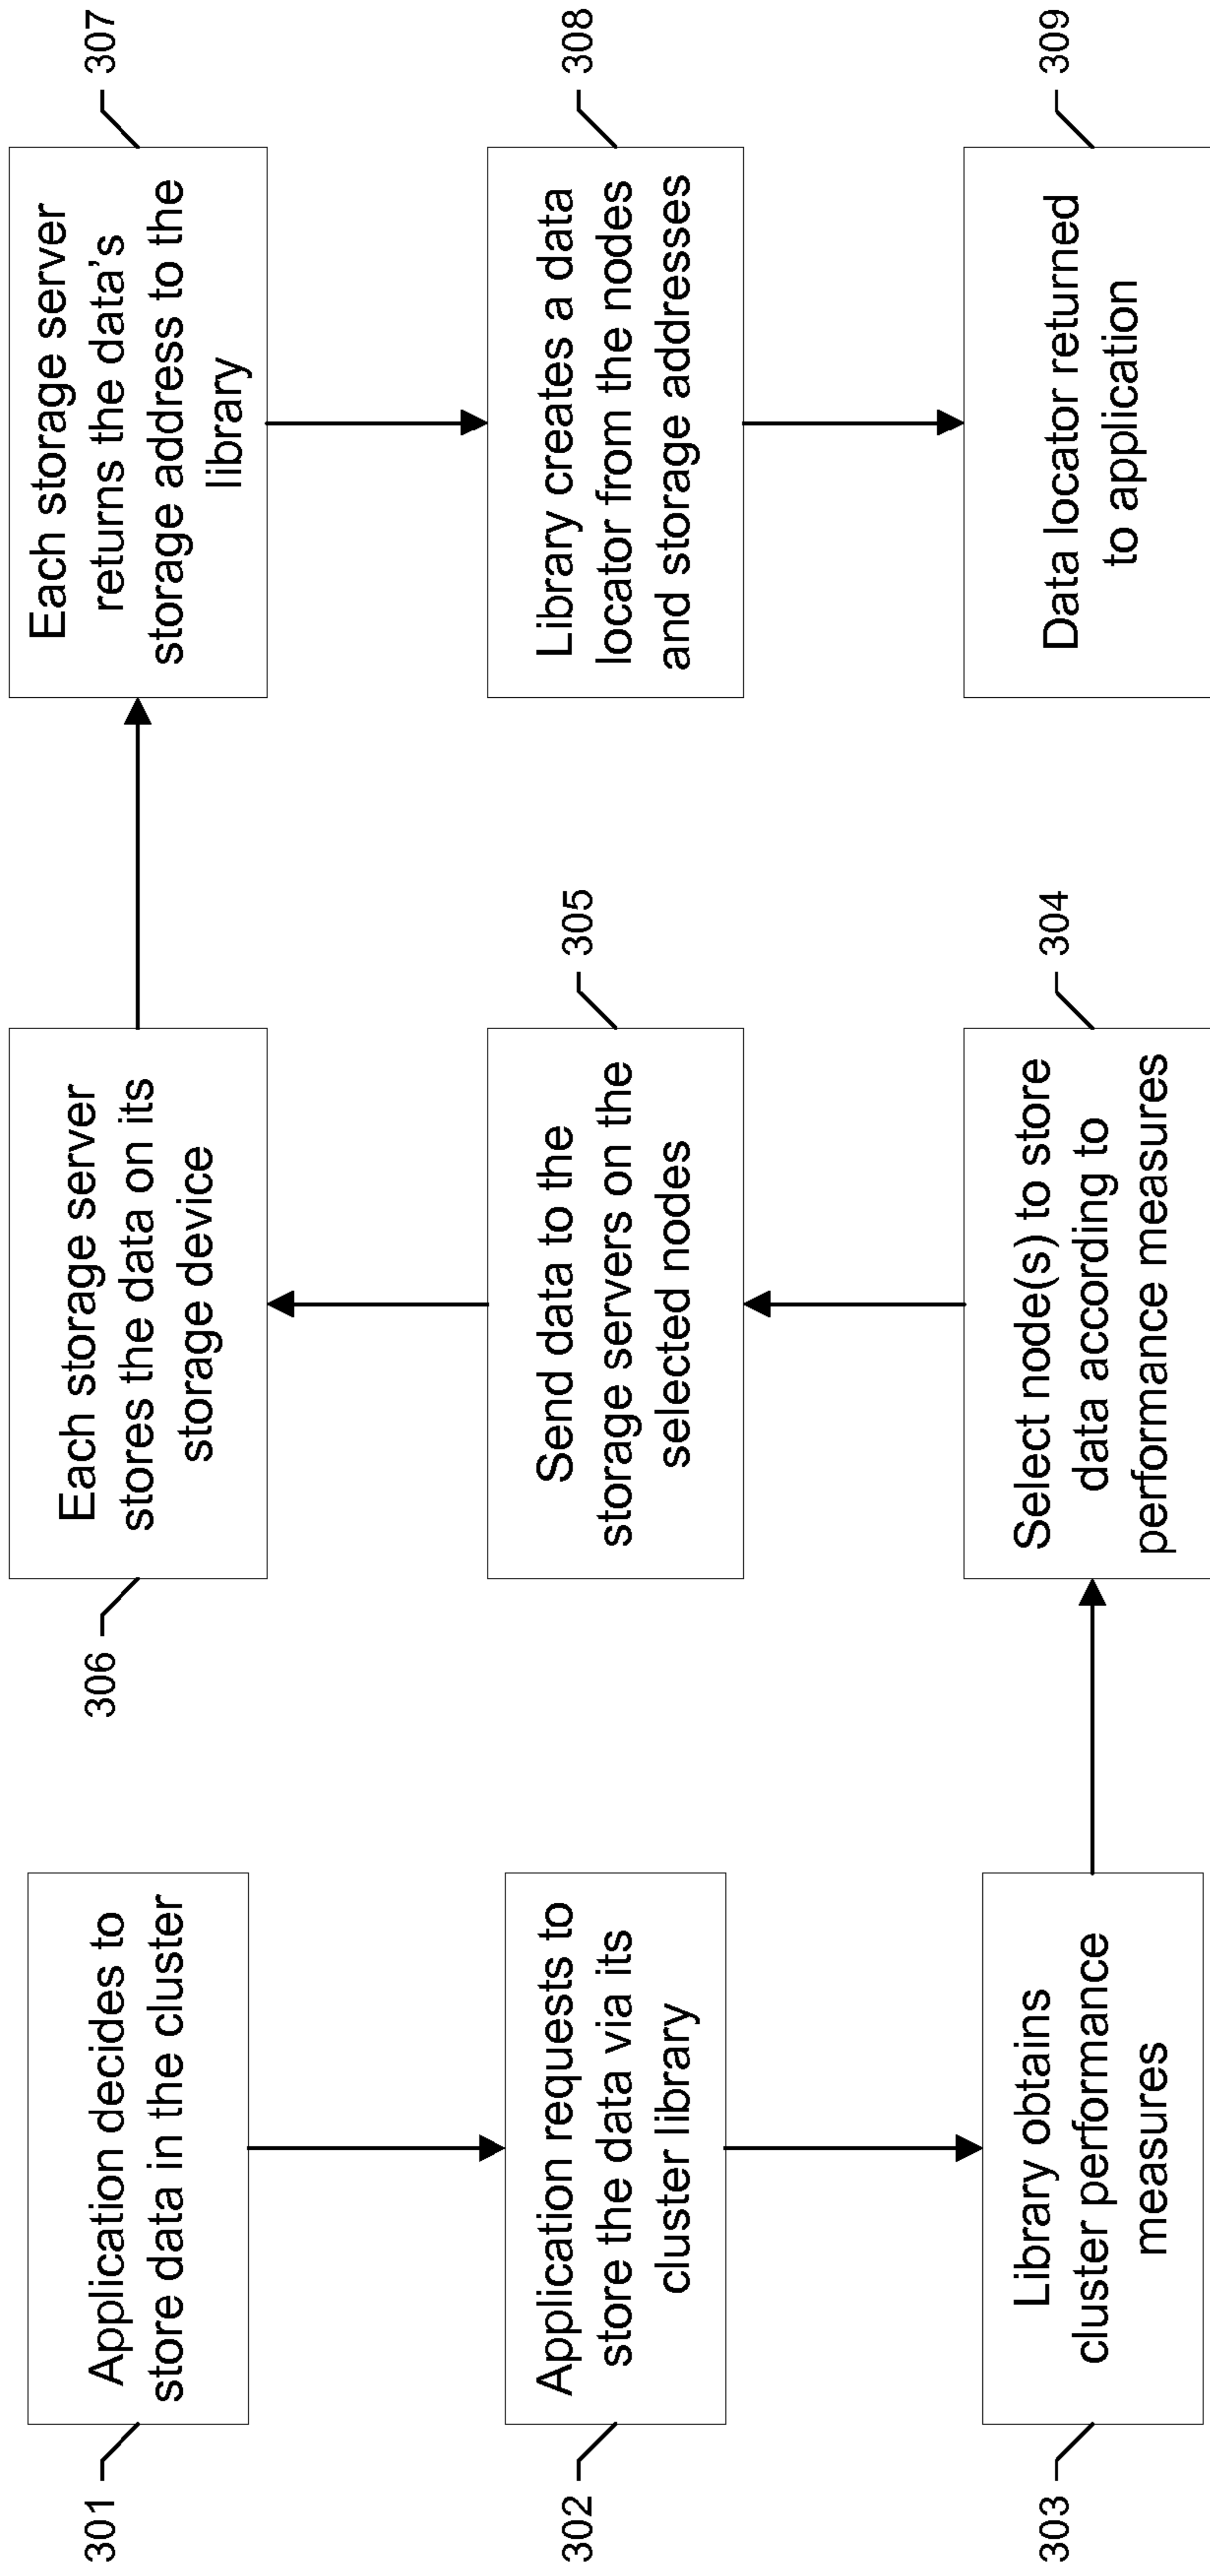 301
Application decides to
store data in the cluster
302
Application requests to
store the data via its
cluster library
303
Library obtains
cluster performance
measures
304
Select node(s) to store
data according to
performance measures
305
Send data to the
storage servers on the
selected nodes
306
Each storage server
stores the data on its
storage device
307
Each storage server
returns the data's
storage address to the
library
308
Library creates a data
locator from the nodes
and storage addresses
309
Data locator returned
to application